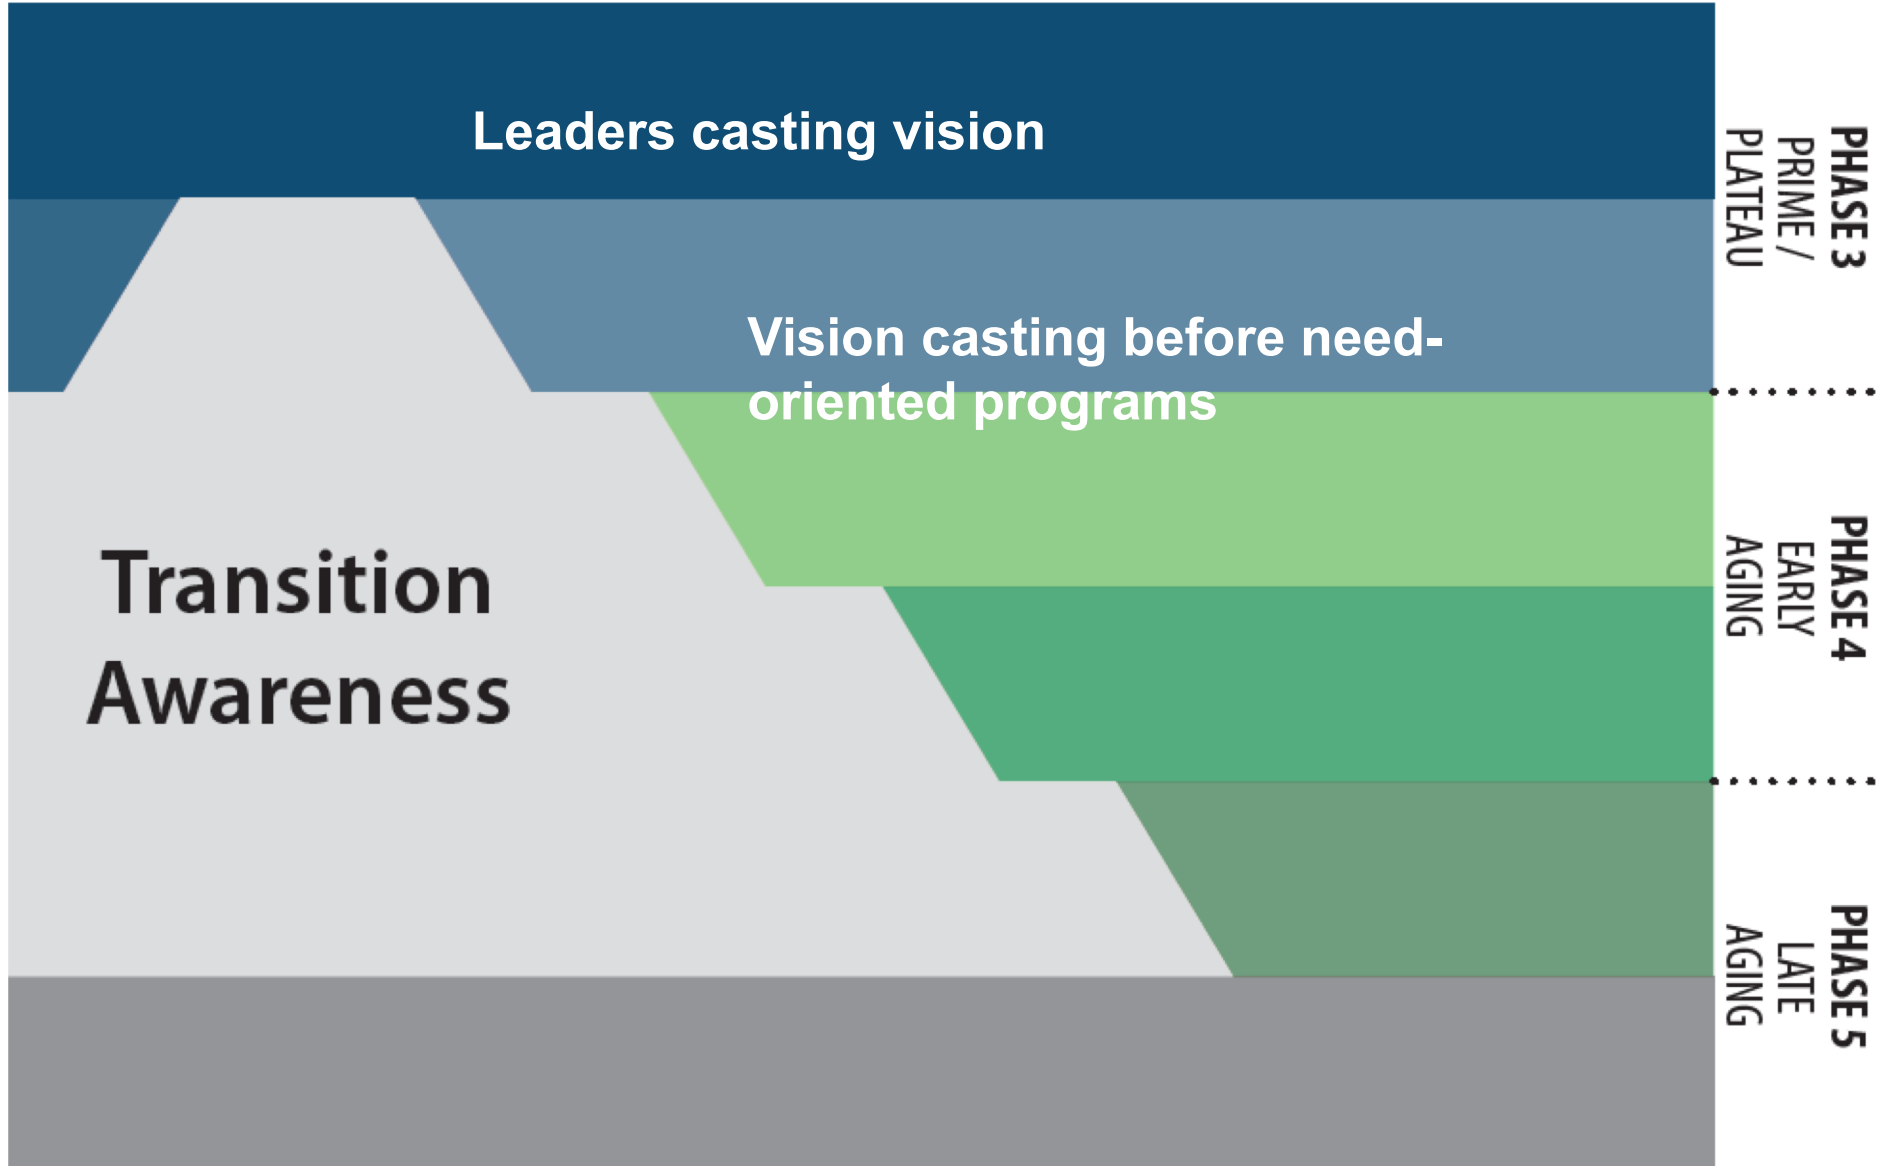 Leaders casting vision
Vision casting before need-
oriented programs
Transition
Awareness
PHASE 3
PRIME /
PLATEAU
PHASE 4
EARLY
AGING
PHASE 5
LATE
AGING